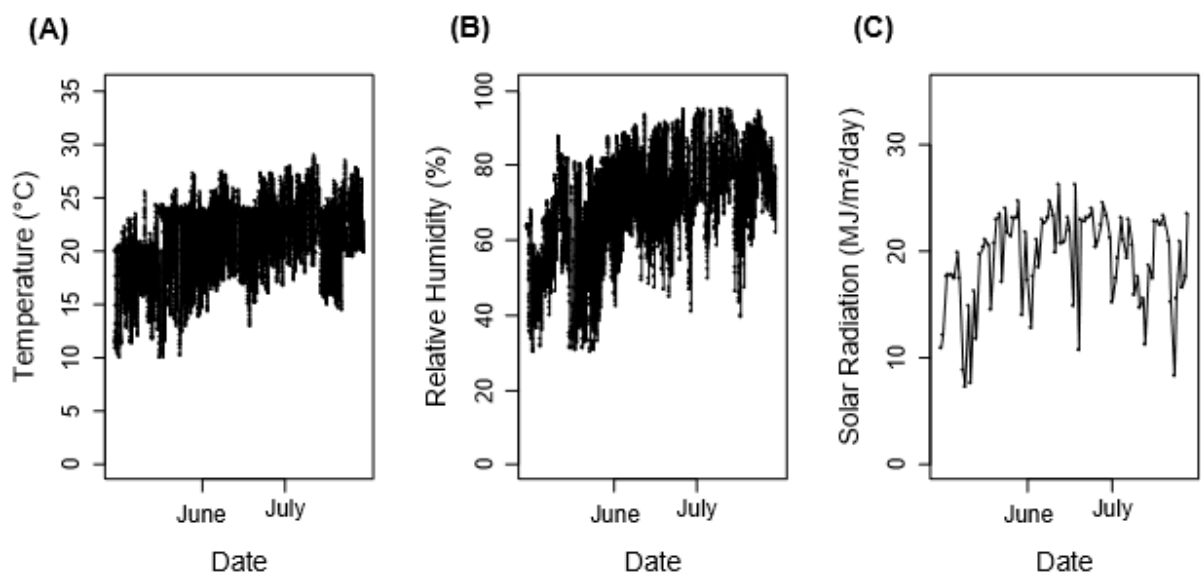 (A)
Temperature (°C)
35
30
25
20
15
10
5
0
June
July
Date
(B)
Relative Humidity (%)
100
80
60
40
20
0
June
July
Date
(C)
Solar Radiation (MJ/m²/day)
30
20
10
0
June
July
Date